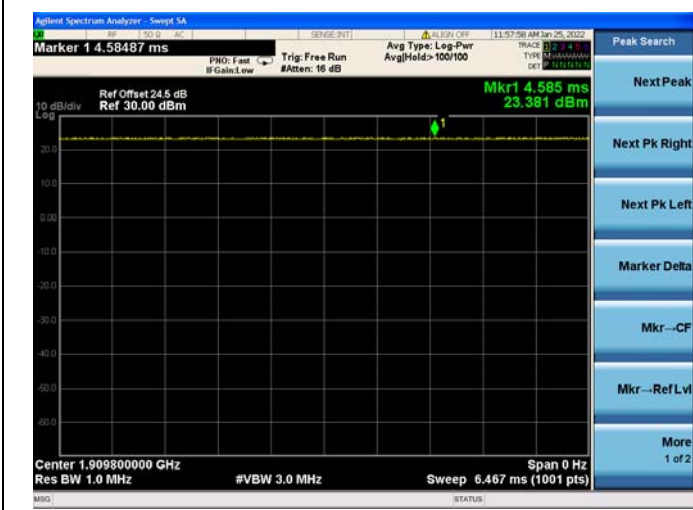 Agilent Spectrum Analyzer - Swept SA
RF 50 Ω AC SENSE:INT ALIGN OFF 11:57:58 AM Jan 25, 2022
Marker 1 4.58487 ms
PNO: Fast
IFGain:Low
Trig: Free Run
#Atten: 16 dB
Avg Type: Log-Pwr
Avg|Hold:>100/100
TRACE 1 2 3 4 5 6
TYPE
DET P N N N N N
Peak Search
Next Peak
Next Pk Right
Next Pk Left
Marker Delta
Mkr→CF
Mkr→Ref Lvl
More
1 of 2
Mkr1 4.585 ms
23.381 dBm
Ref Offset 24.5 dB
10 dB/div Ref 30.00 dBm
Log
1
20.0
10.0
0.00
-10.0
-20.0
-30.0
-40.0
-50.0
-60.0
Center 1.909800000 GHz Span 0 Hz
Res BW 1.0 MHz #VBW 3.0 MHz Sweep 6.467 ms (1001 pts)
MSG STATUS